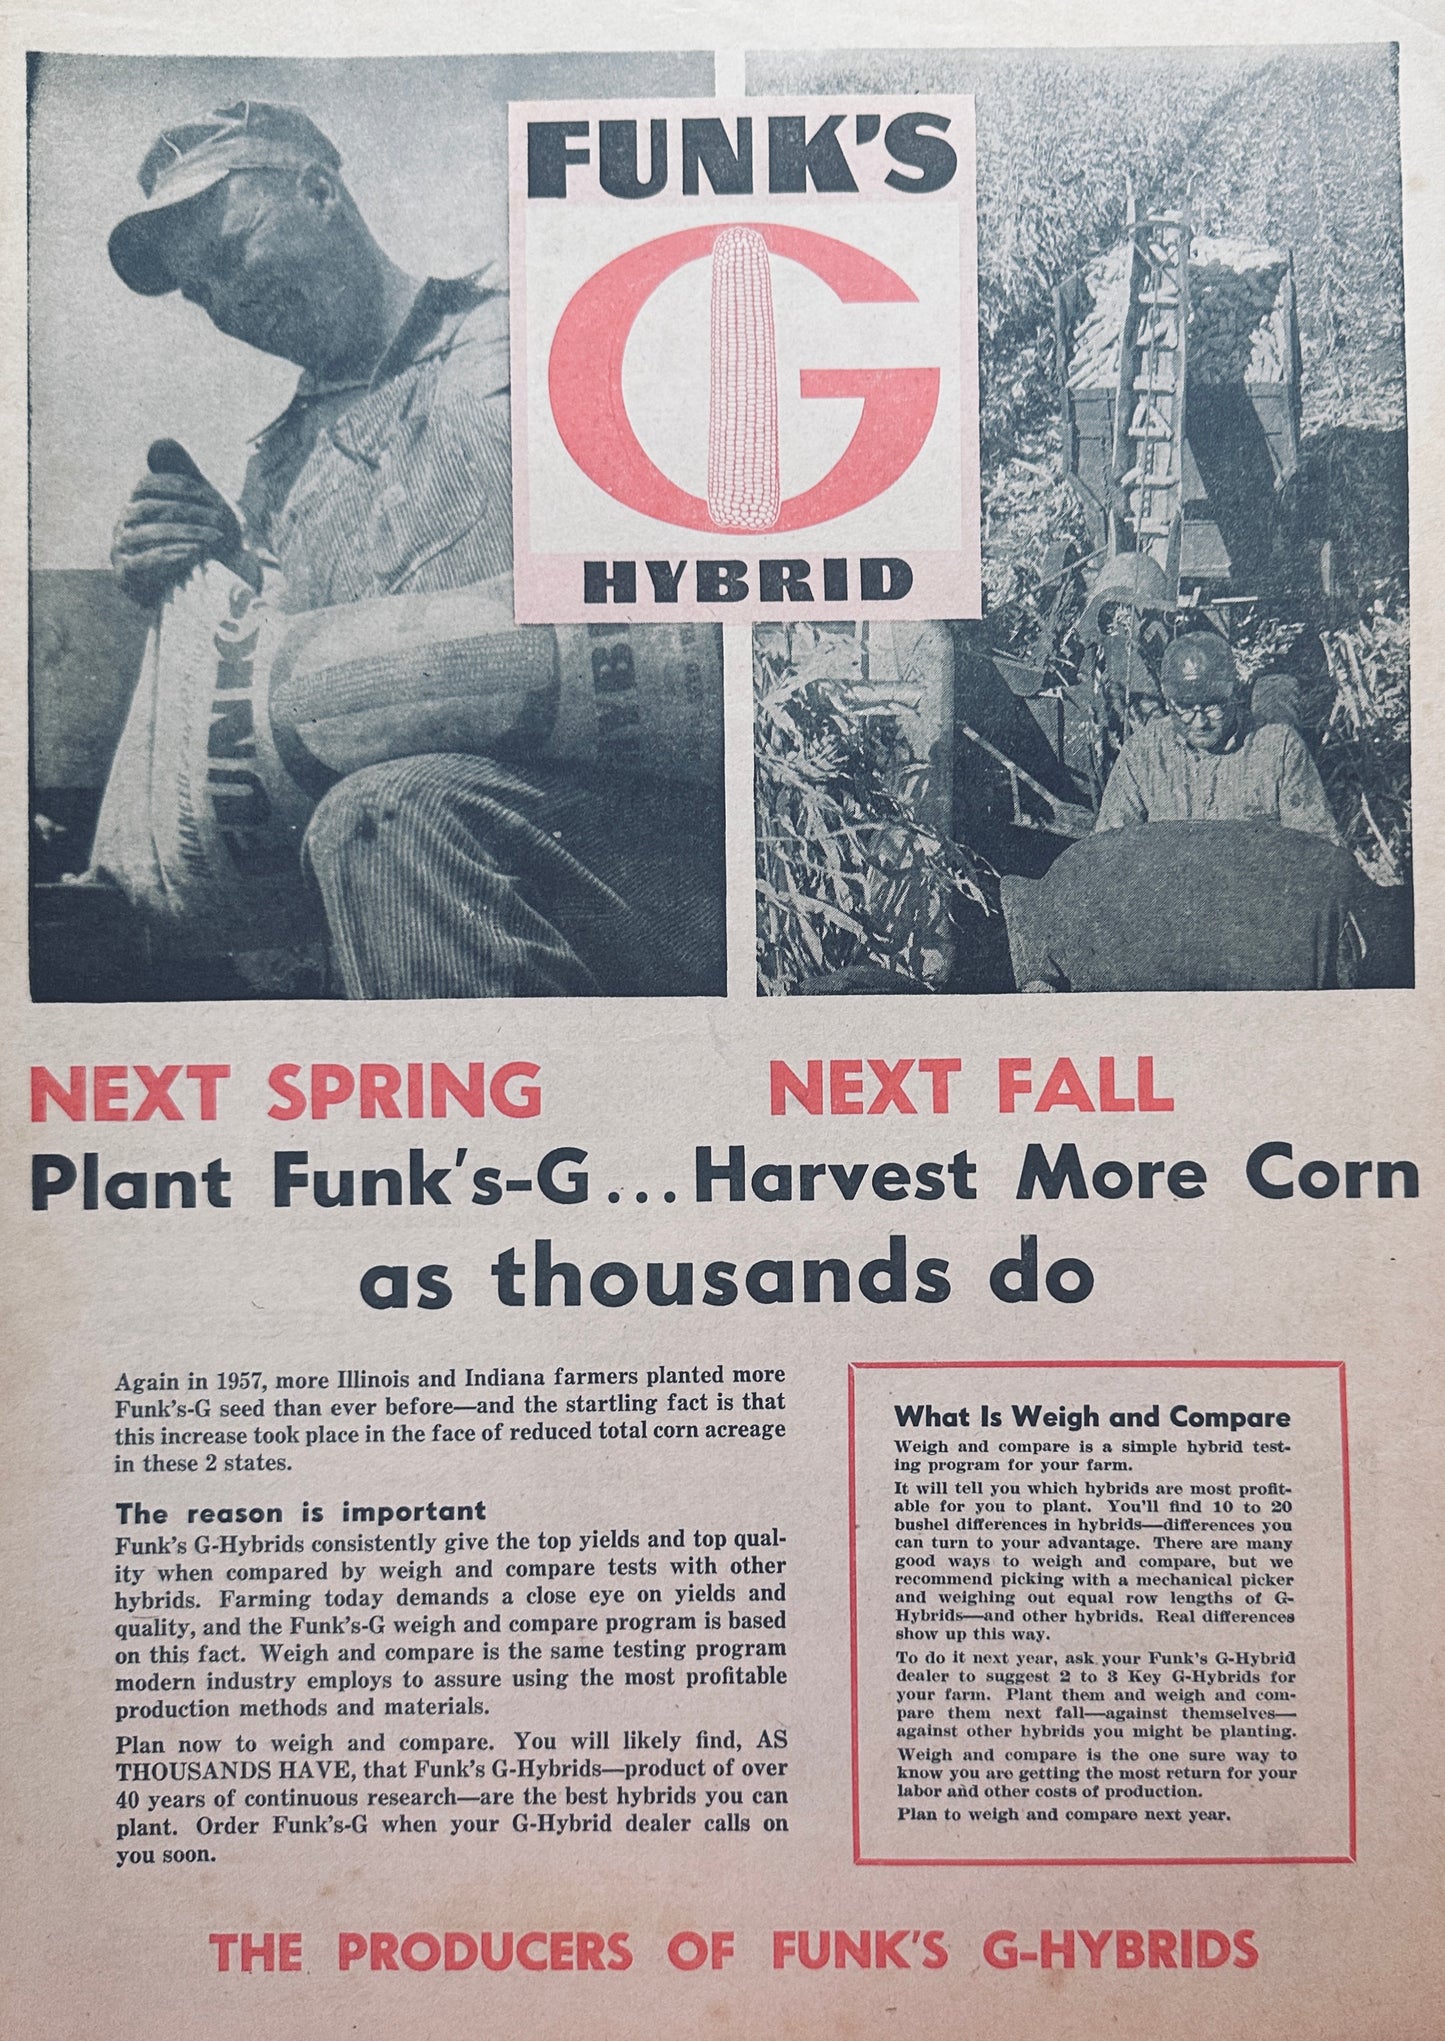 FUNK'S
G
HYBRID
FUNK
HYB
NEXT SPRING
NEXT FALL
Plant Funk's-G... Harvest More Corn
as thousands do
Again in 1957, more Illinois and Indiana farmers planted more
Funk's-G seed than ever before—and the startling fact is that
this increase took place in the face of reduced total corn acreage
in these 2 states.
The reason is important
Funk's G-Hybrids consistently give the top yields and top qual-
ity when compared by weigh and compare tests with other
hybrids. Farming today demands a close eye on yields and
quality, and the Funk's-G weigh and compare program is based
on this fact. Weigh and compare is the same testing program
modern industry employs to assure using the most profitable
production methods and materials.
Plan now to weigh and compare. You will likely find, AS
THOUSANDS HAVE, that Funk's G-Hybrids—product of over
40 years of continuous research—are the best hybrids you can
plant. Order Funk's-G when your G-Hybrid dealer calls on
you soon.
What Is Weigh and Compare
Weigh and compare is a simple hybrid test-
ing program for your farm.
It will tell you which hybrids are most profit-
able for you to plant. You'll find 10 to 20
bushel differences in hybrids—differences you
can turn to your advantage. There are many
good ways to weigh and compare, but we
recommend picking with a mechanical picker
and weighing out equal row lengths of G-
Hybrids—and other hybrids. Real differences
show up this way.
To do it next year, ask your Funk's G-Hybrid
dealer to suggest 2 to 3 Key G-Hybrids for
your farm. Plant them and weigh and com-
pare them next fall—against themselves—
against other hybrids you might be planting.
Weigh and compare is the one sure way to
know you are getting the most return for your
labor and other costs of production.
Plan to weigh and compare next year.
THE PRODUCERS OF FUNK'S G-HYBRIDS